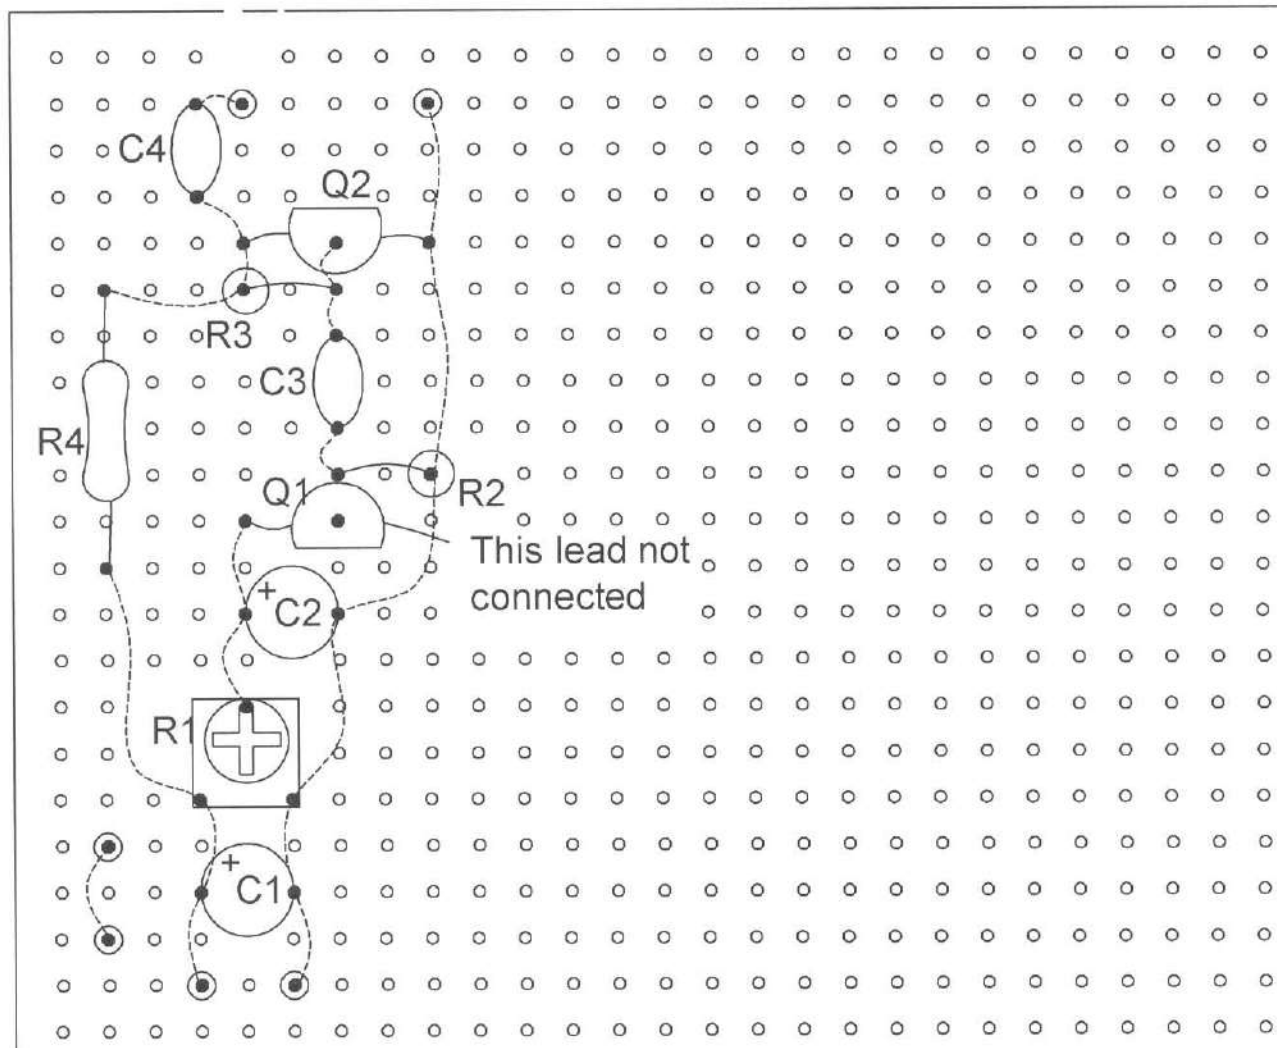 C4
Q2
R3
C3
R4
Q1
R2
This lead not
connected
+
C2
R1
+
C1